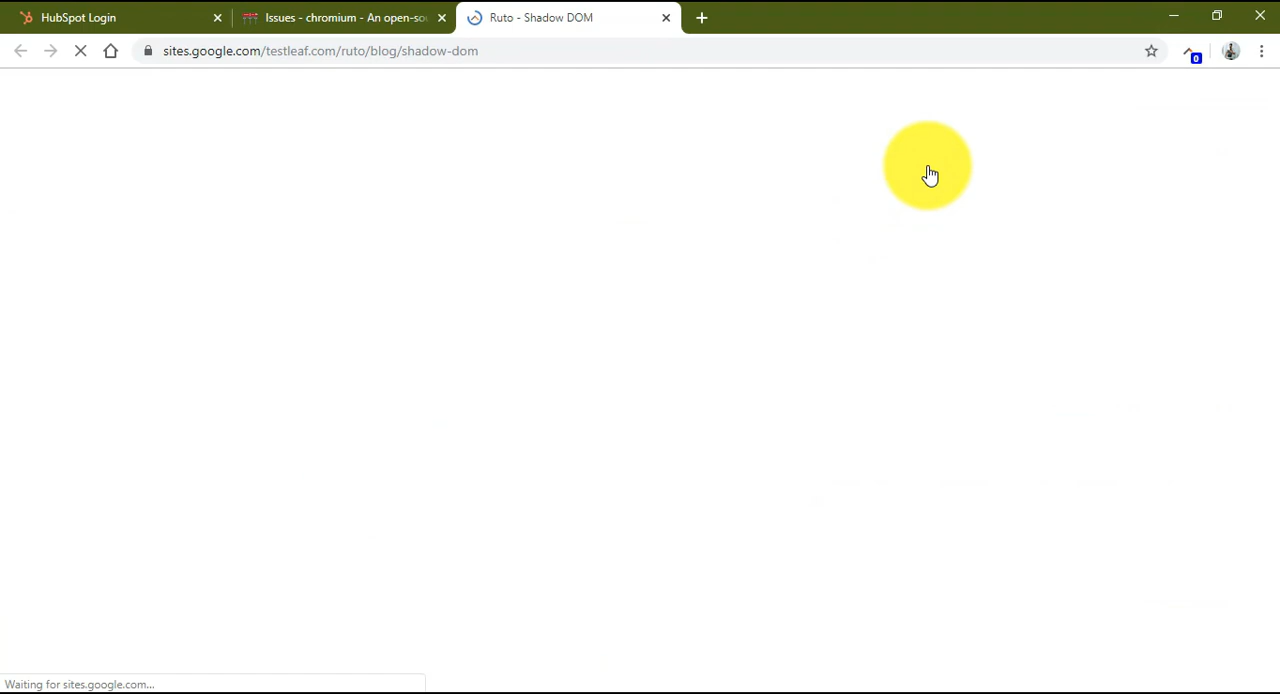 HubSpot Login
Issues - chromium - An open-sou
Ruto - Shadow DOM
sites.google.com/testleaf.com/ruto/blog/shadow-dom
0
Waiting for sites.google.com...